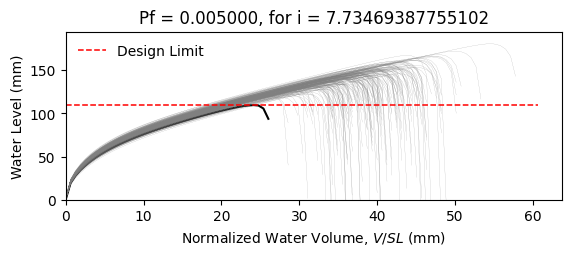 Pf = 0.005000, for i = 7.73469387755102
Design Limit
Water Level (mm)
150
100
50
0
0 10 20 30 40 50 60
Normalized Water Volume, V/SL (mm)